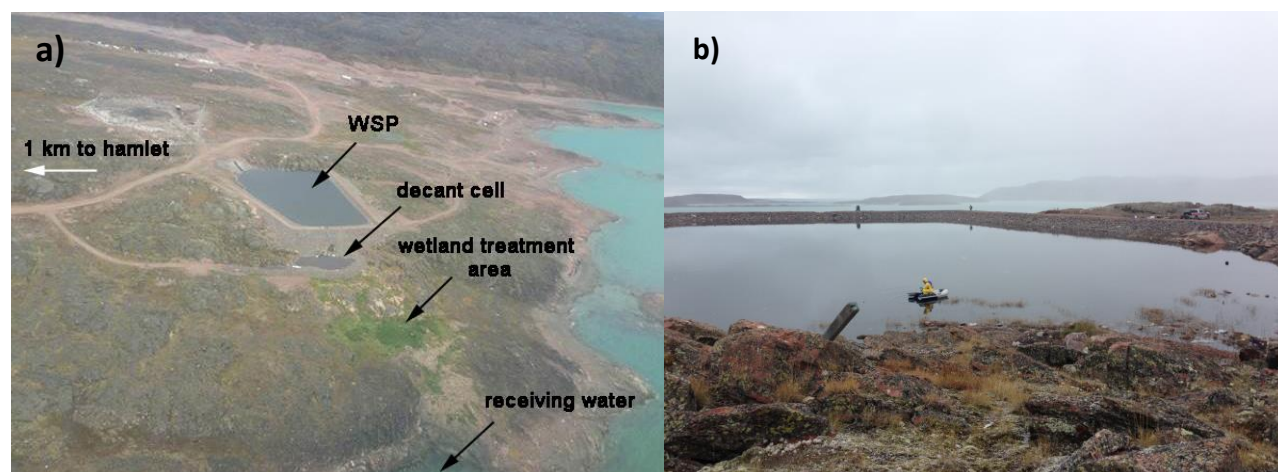 a)
WSP
1 km to hamlet
decant cell
wetland treatment
area
receiving water
b)